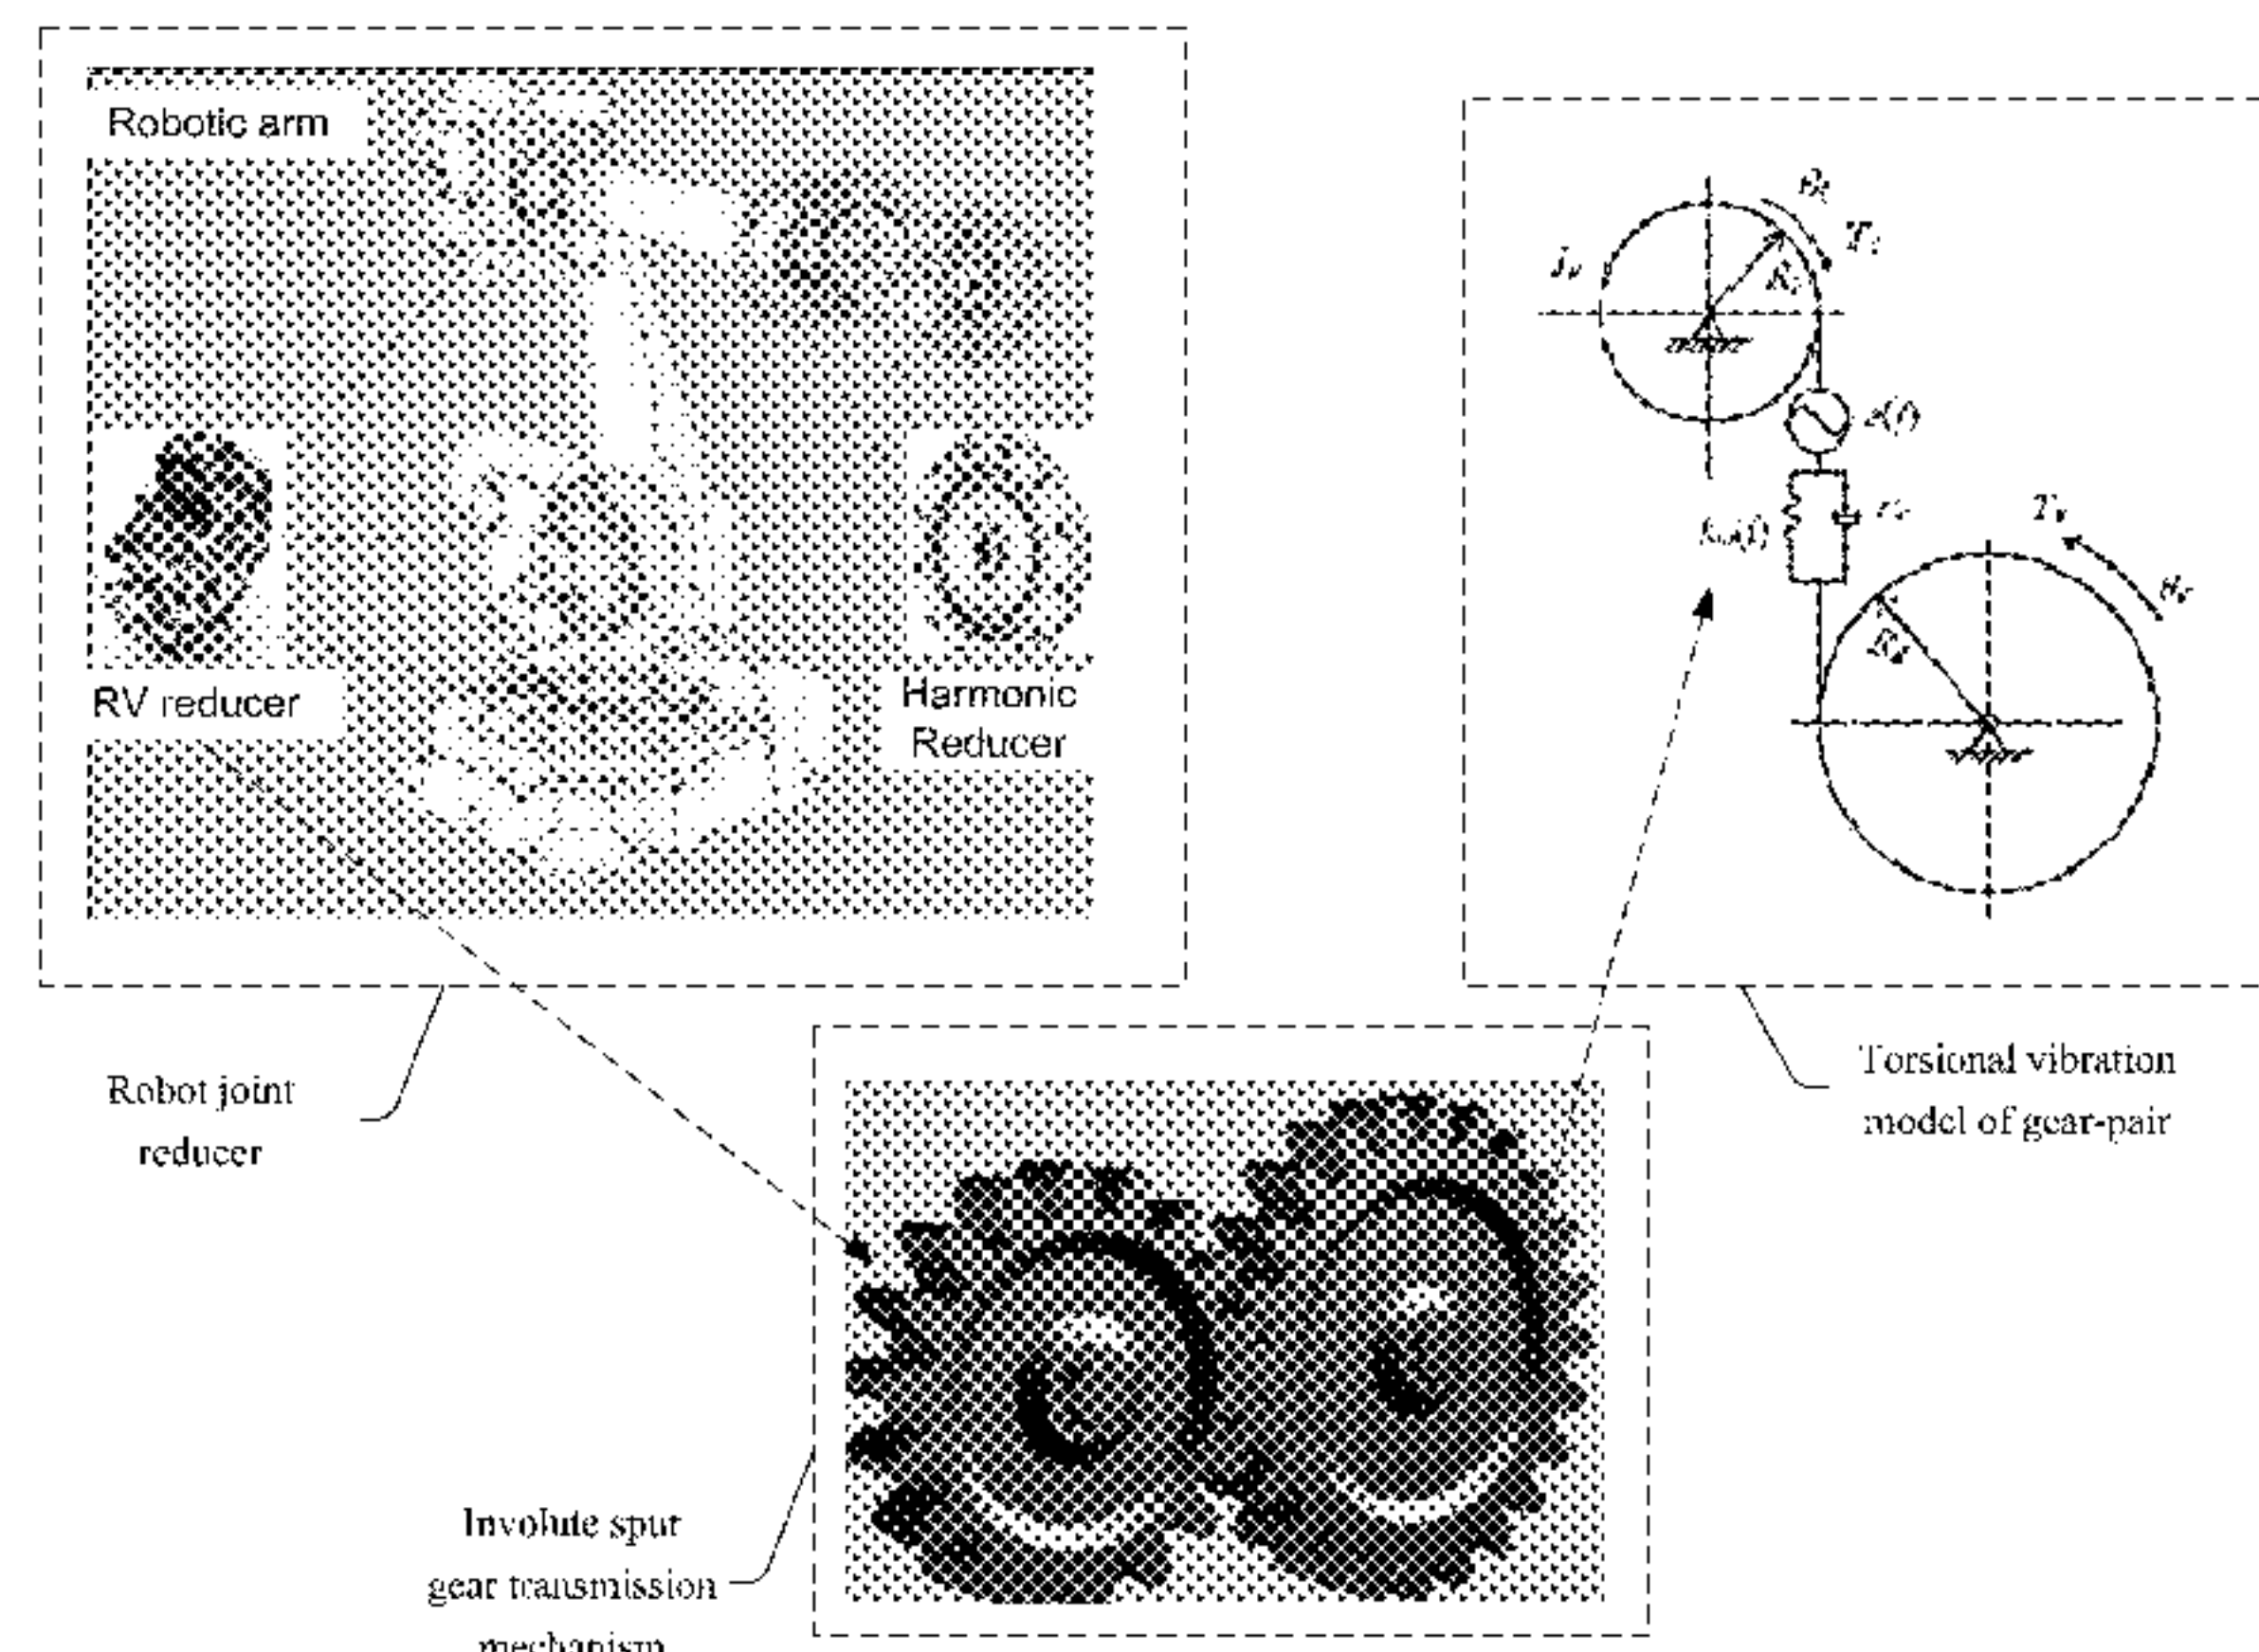 Robotic arm
RV reducer
Harmonic
Reducer
Robot joint
reducer
Torsional vibration
model of gear-pair
Involute spur
gear transmission
mechanism